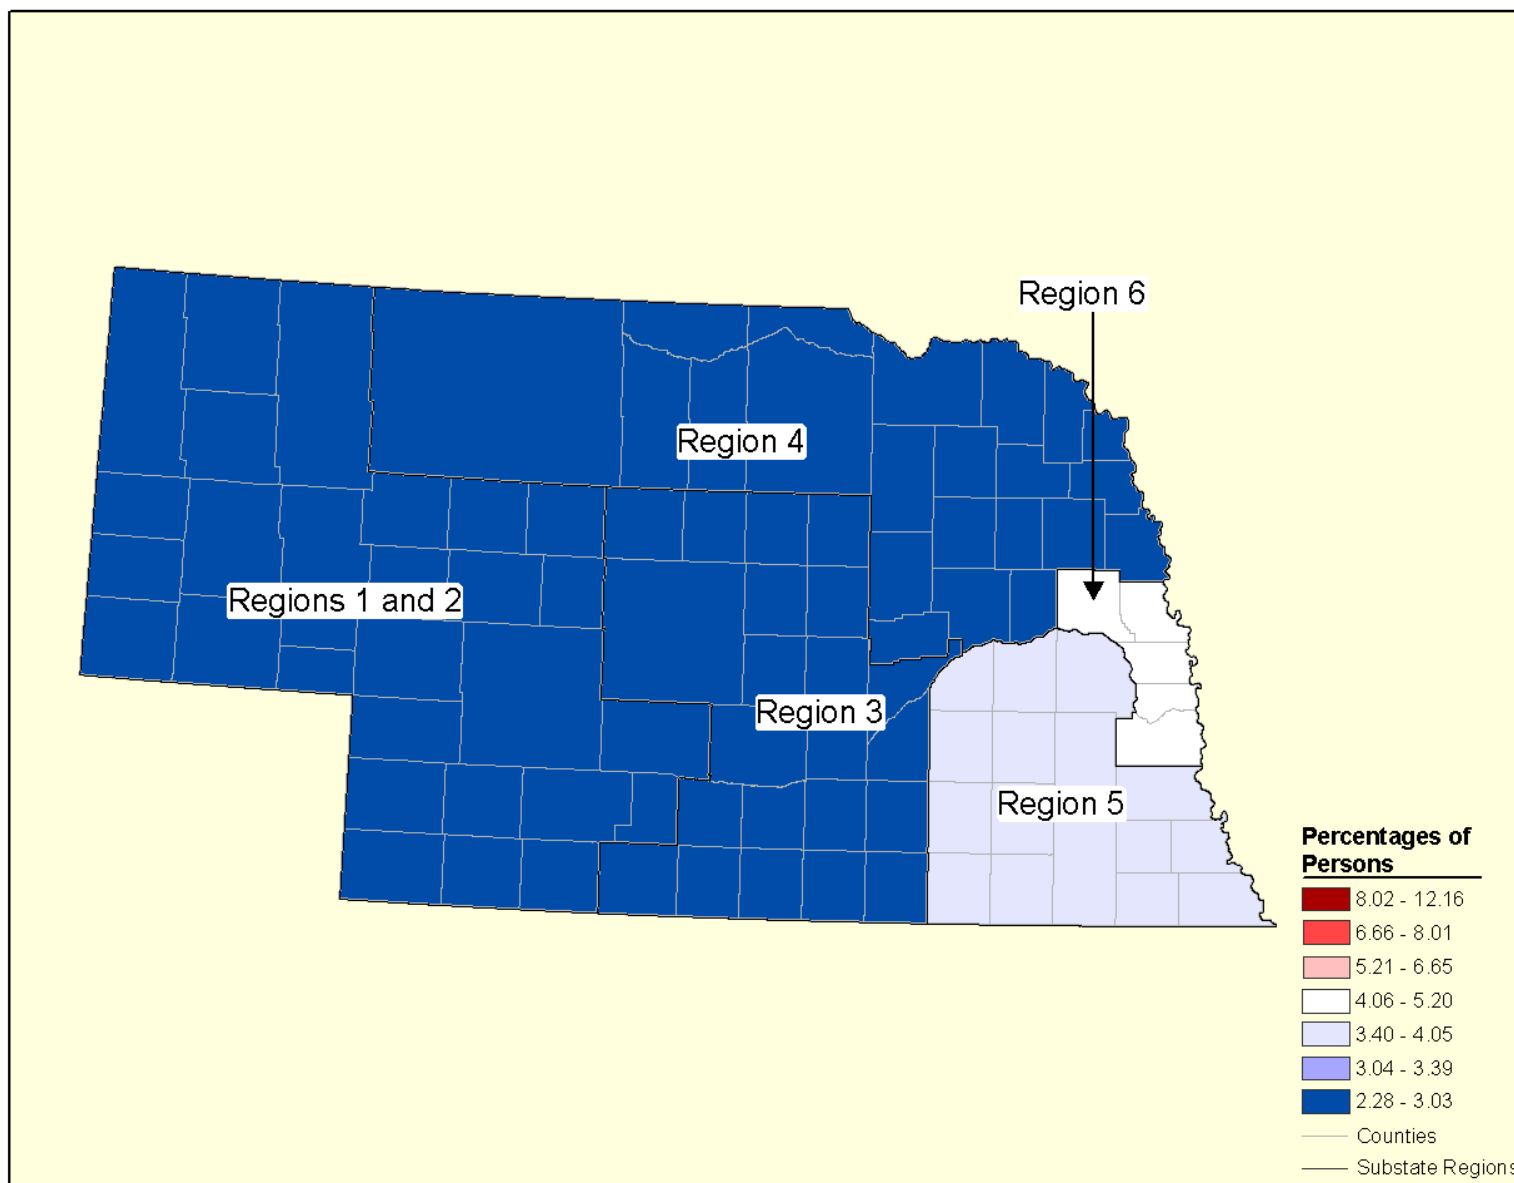 Region 6
Region 4
Regions 1 and 2
Region 3
Region 5
Percentages of
Persons
8.02 - 12.16
6.66 - 8.01
5.21 - 6.65
4.06 - 5.20
3.40 - 4.05
3.04 - 3.39
2.28 - 3.03
Counties
Substate Regions